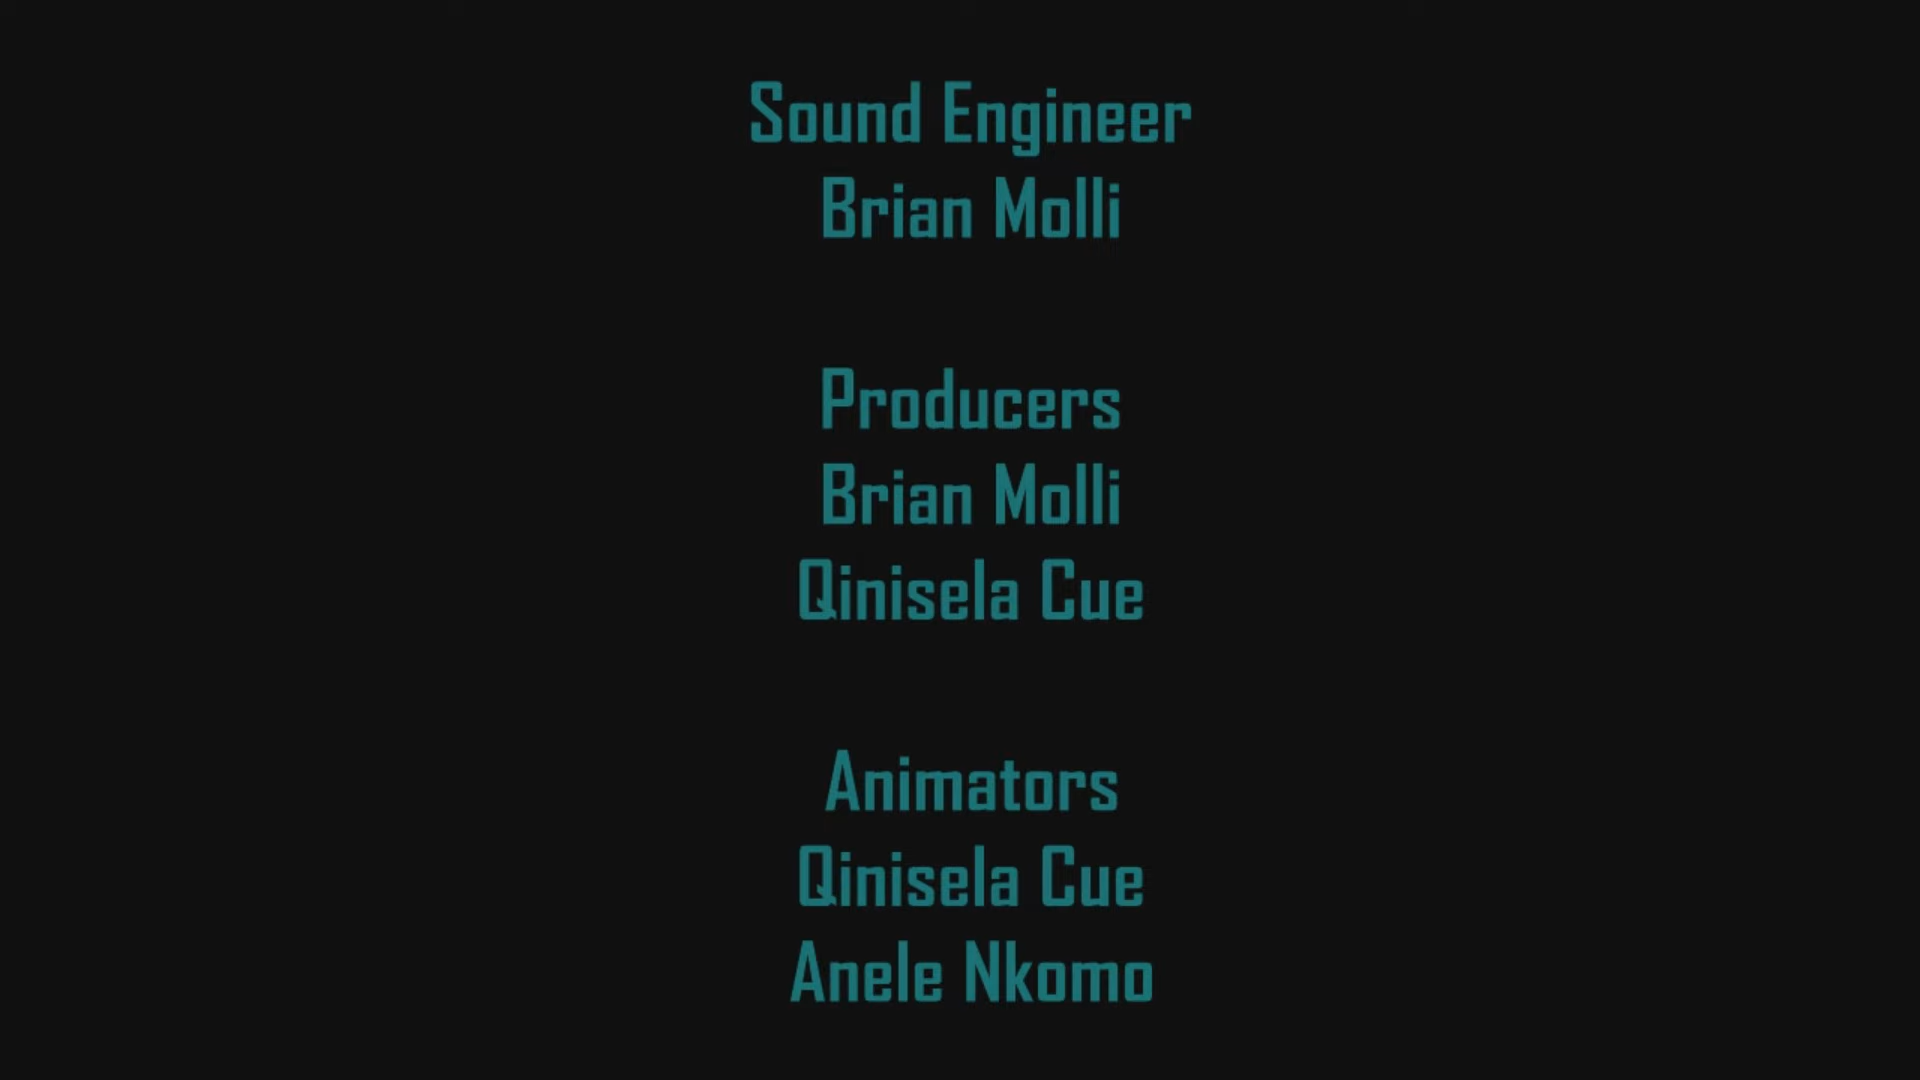 Sound Engineer
Brian Molli
Producers
Brian Molli
Qinisela Cue
Animators
Qinisela Cue
Anele Nkomo